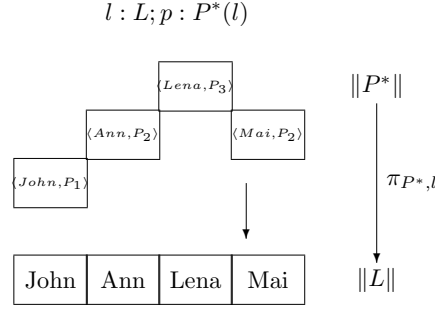 l : L; p : P*(l)
⟨Lena, P₃⟩ ‖P*‖
⟨Ann, P₂⟩ ⟨Mai, P₂⟩
⟨John, P₁⟩ π_{P*,l}
John Ann Lena Mai ‖L‖